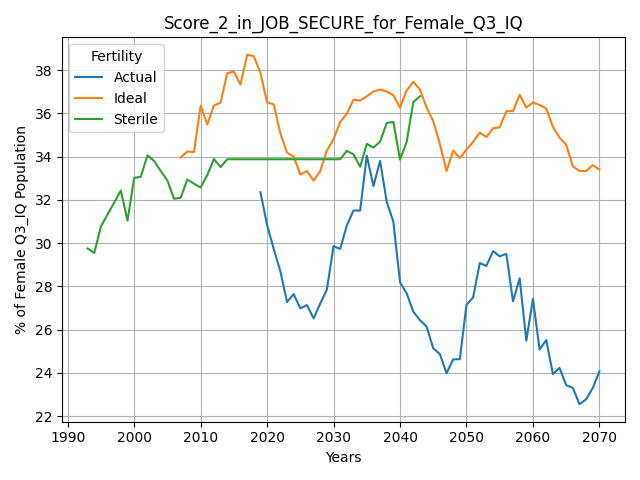 Score_2_in_JOB_SECURE_for_Female_Q3_IQ
Fertility
Actual
Ideal
Sterile
% of Female Q3_IQ Population
38
36
34
32
30
28
26
24
22
1990 2000 2010 2020 2030 2040 2050 2060 2070
Years